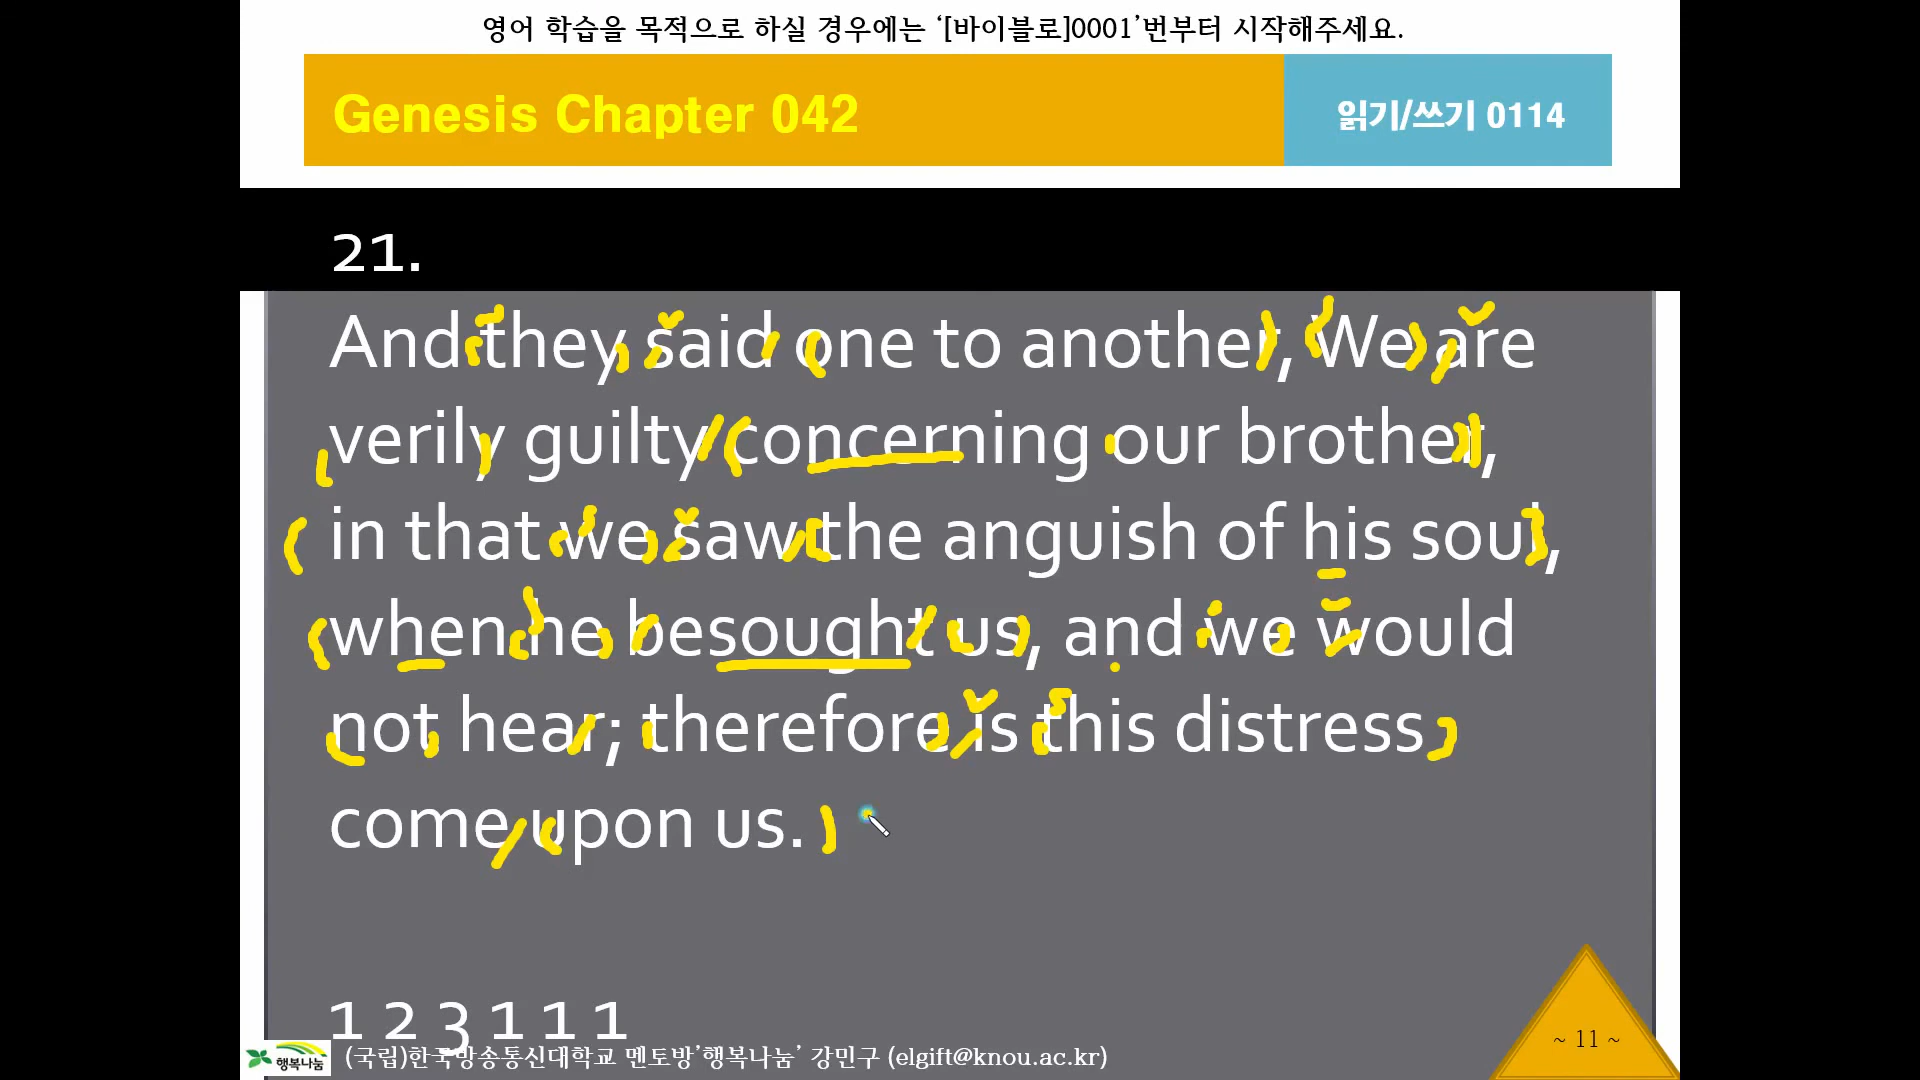 영어 학습을 목적으로 하실 경우에는 ‘[바이블로]0001’번부터 시작해주세요.
Genesis Chapter 042
읽기/쓰기 0114
21.
And they said one to another, We are
verily guilty concerning our brother,
in that we saw the anguish of his soul,
when he besought us, and we would
not hear; therefore is this distress
come upon us.
1 2 3 1 1 1
~ 11 ~
행복나눔
(국립)한국방송통신대학교 멘토방’행복나눔’ 강민구 (elgift@knou.ac.kr)